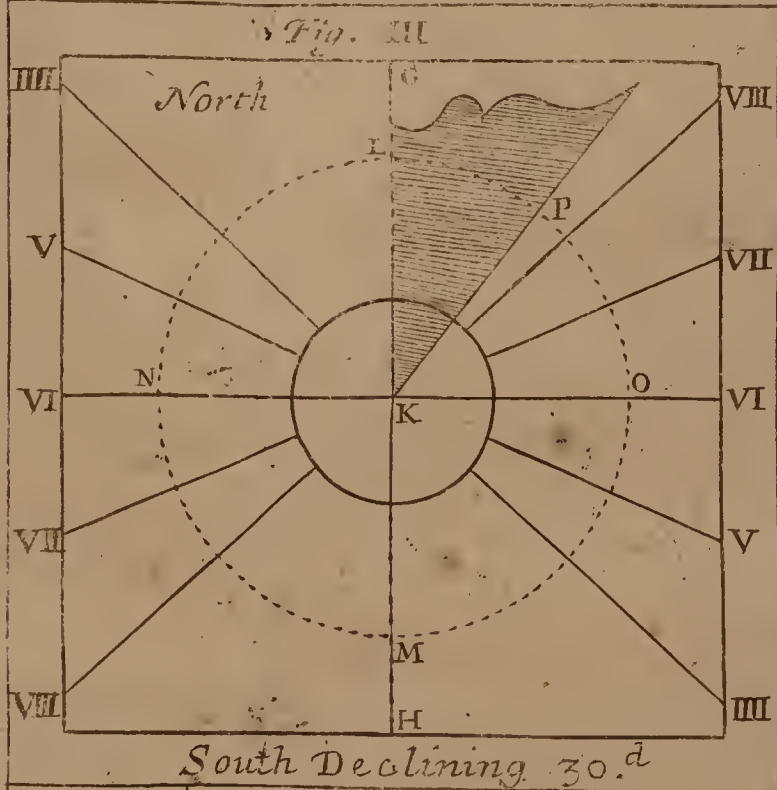 Fig. III
G
IIII
North
VIII
L
P
V
VII
N
O
VI
K
VI
VII
V
M
VIII
H
IIII
South Declining 30.d